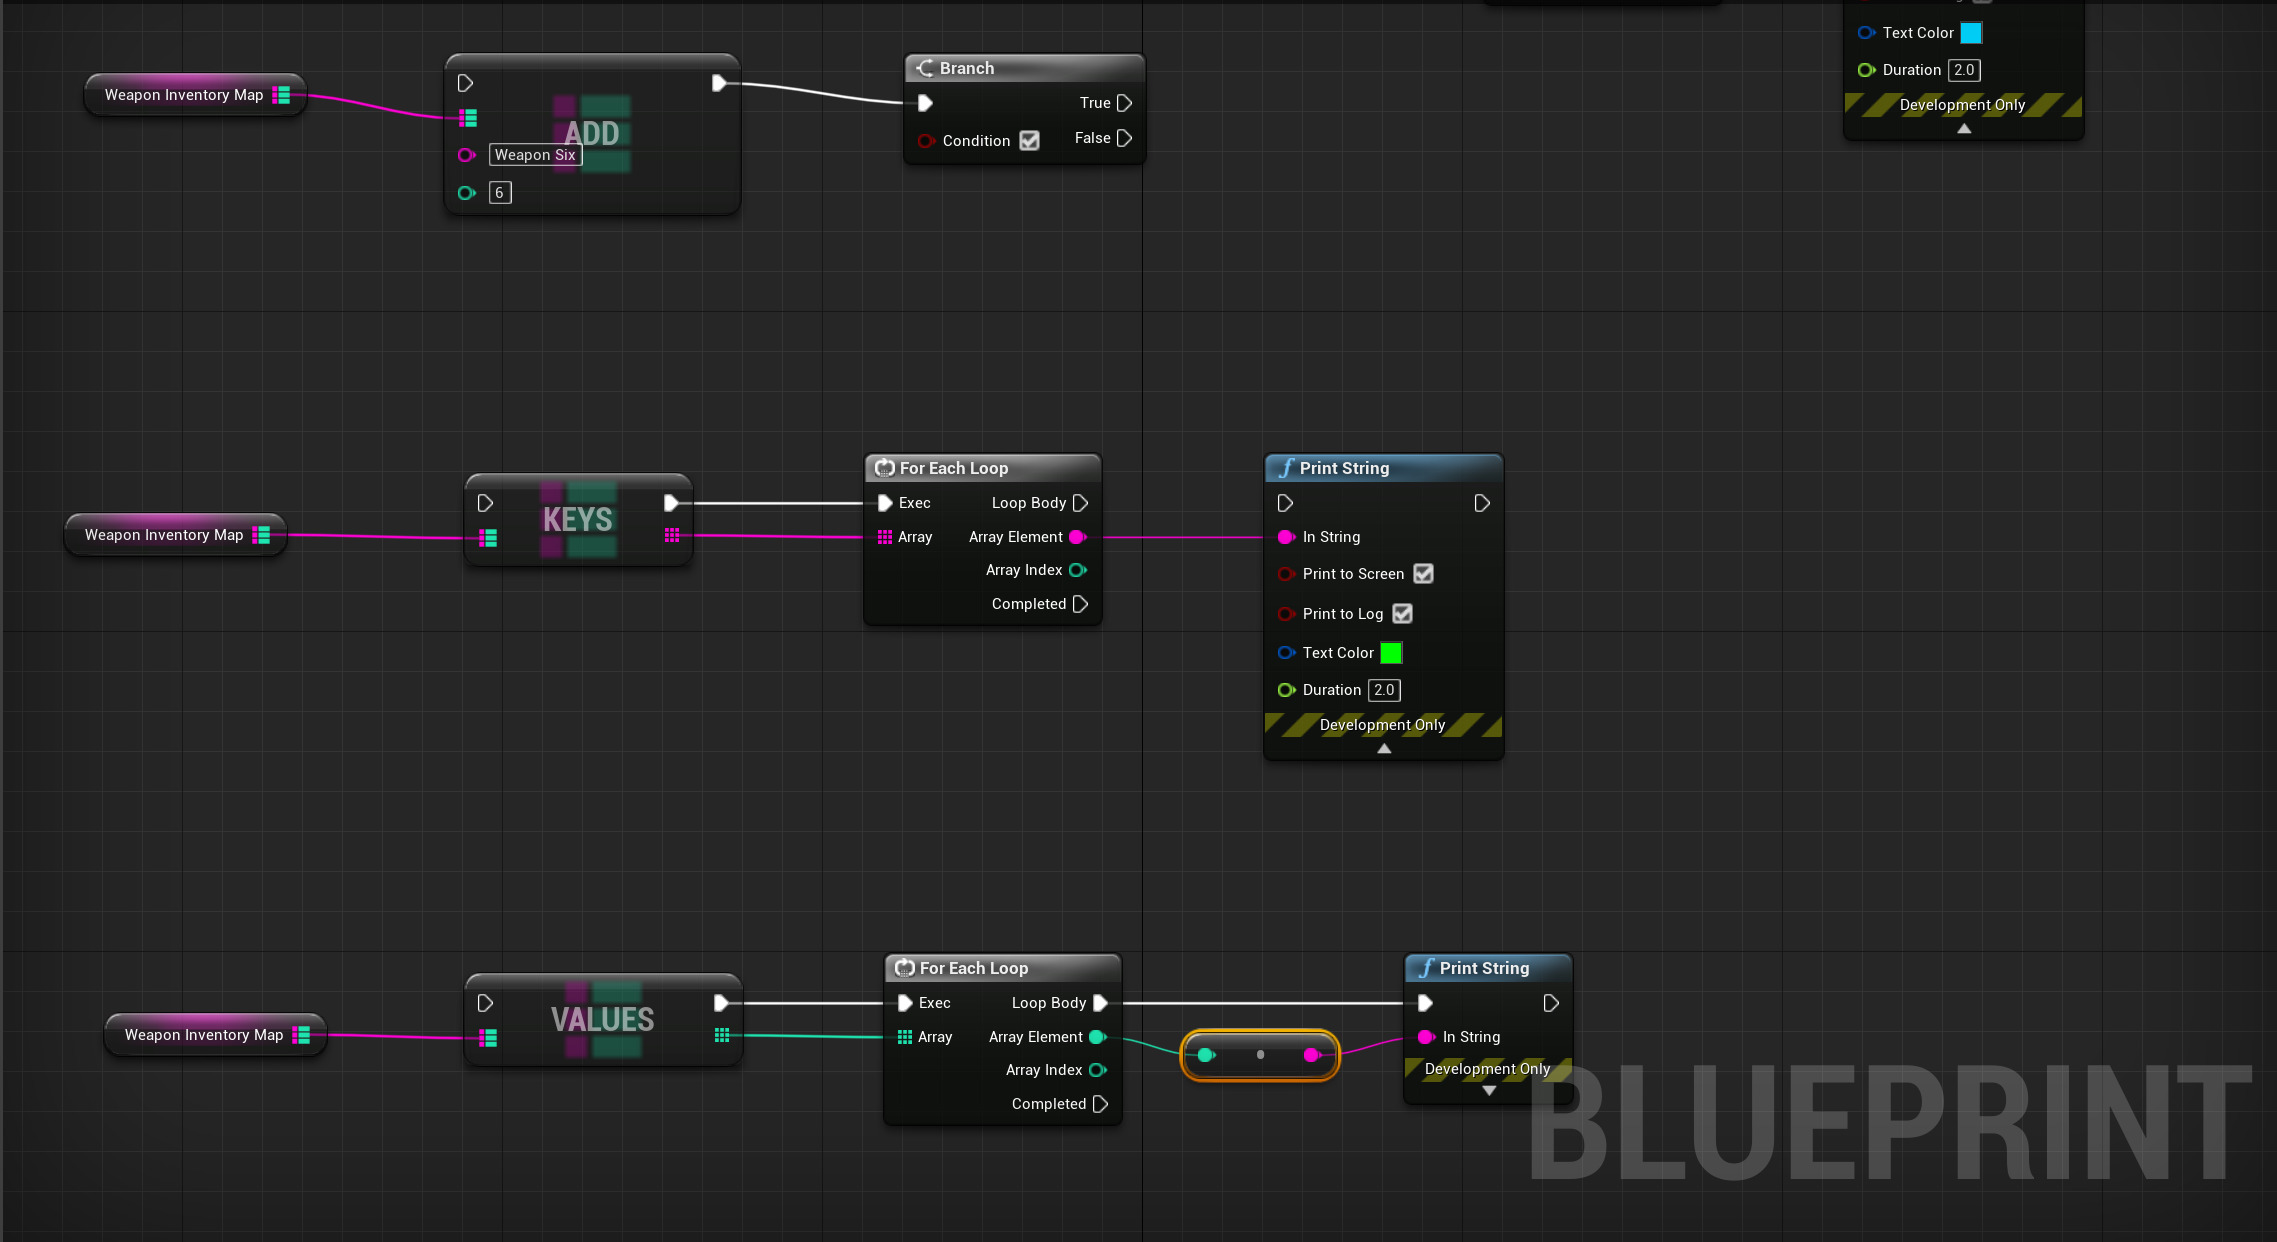 Text Color
Duration 2.0
Development Only
Weapon Inventory Map
ADD
Weapon Six
6
Branch
True
Condition
False
Weapon Inventory Map
KEYS
For Each Loop
Exec
Loop Body
Array
Array Element
Array Index
Completed
Print String
In String
Print to Screen
Print to Log
Text Color
Duration 2.0
Development Only
Weapon Inventory Map
VALUES
For Each Loop
Exec
Loop Body
Array
Array Element
Array Index
Completed
Print String
In String
Development Only
BLUEPRINT